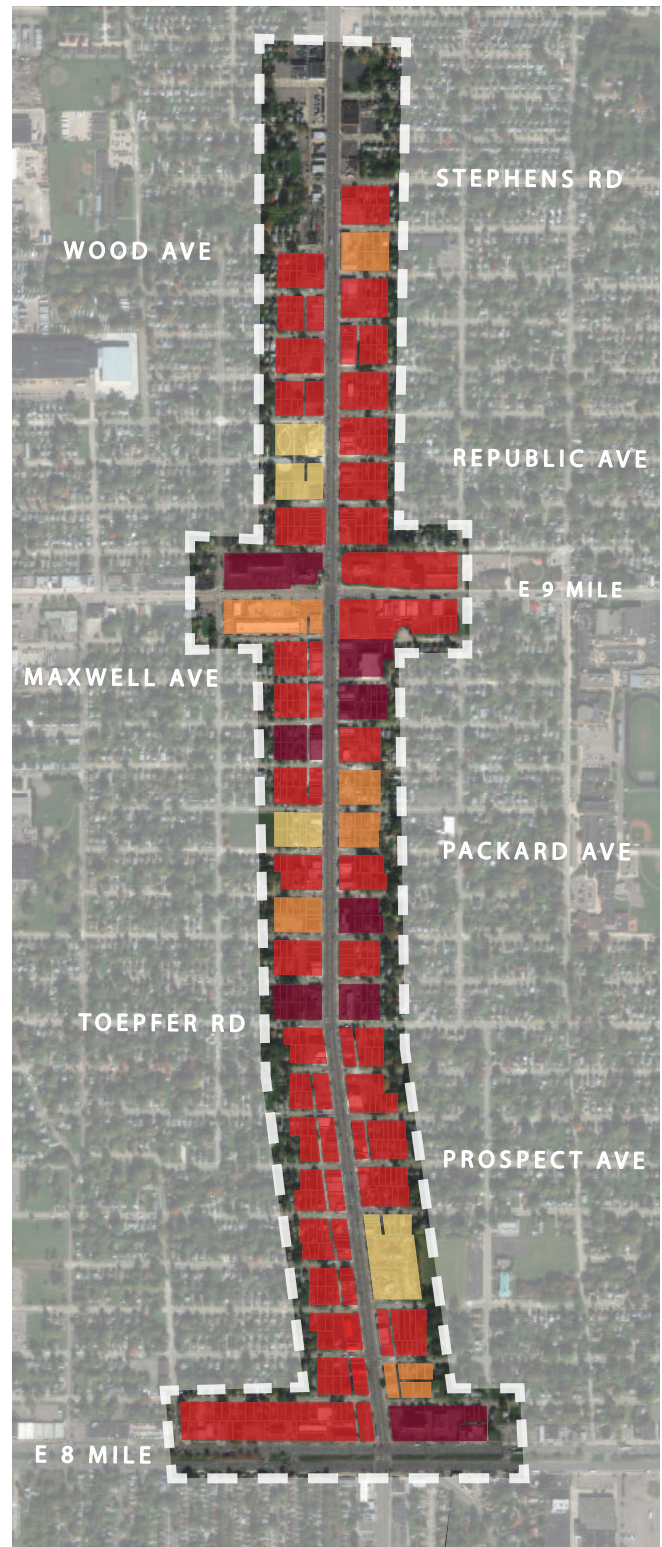 STEPHENS RD
WOOD AVE
REPUBLIC AVE
E 9 MILE
MAXWELL AVE
PACKARD AVE
TOEPFER RD
PROSPECT AVE
E 8 MILE